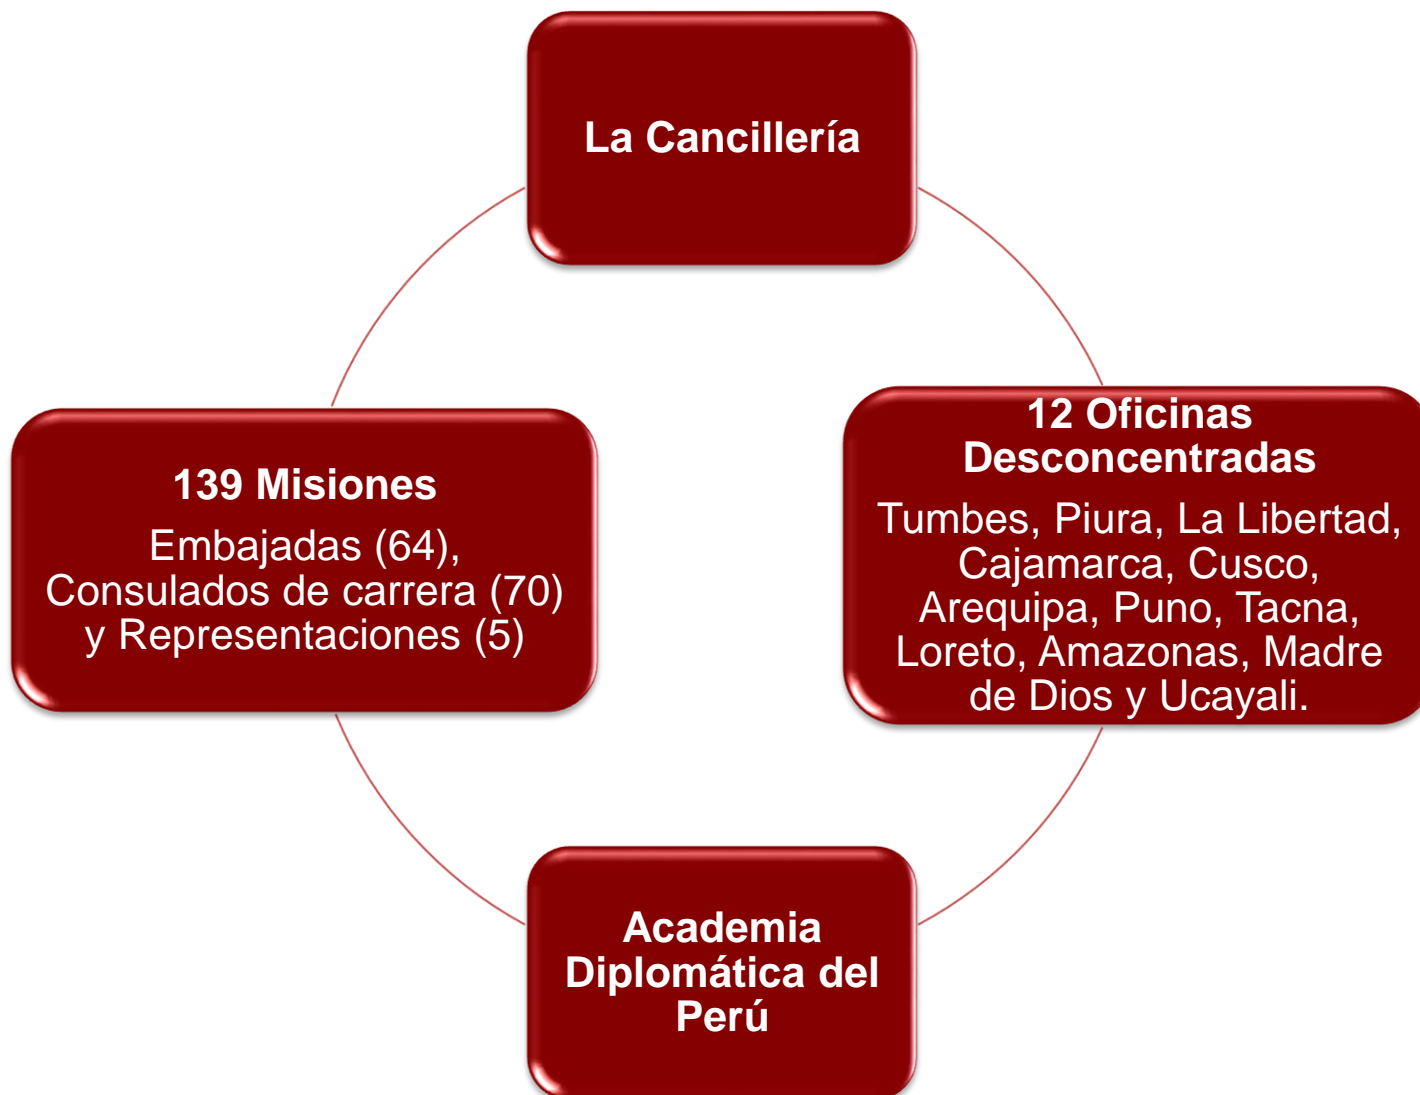 La Cancillería
12 Oficinas
Desconcentradas
Tumbes, Piura, La Libertad,
Cajamarca, Cusco,
Arequipa, Puno, Tacna,
Loreto, Amazonas, Madre
de Dios y Ucayali.
139 Misiones
Embajadas (64),
Consulados de carrera (70)
y Representaciones (5)
Academia
Diplomática del
Perú